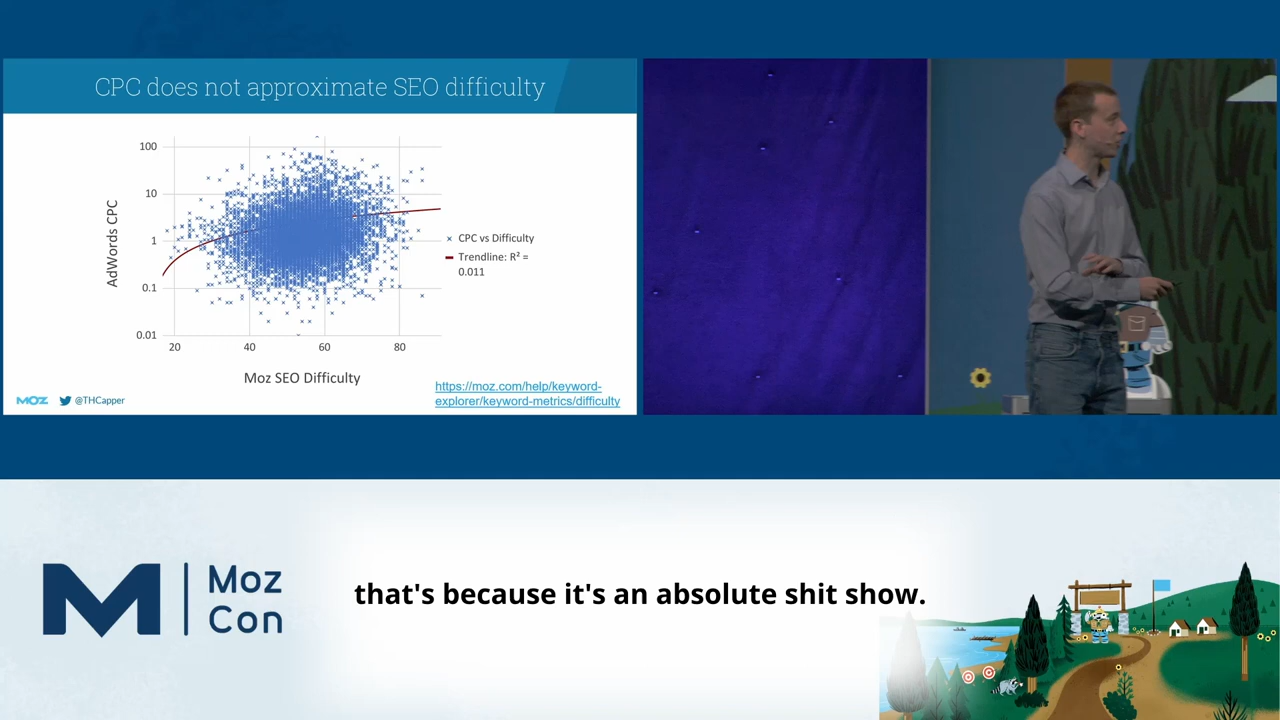 CPC does not approximate SEO difficulty
100
10
1
0.1
0.01
AdWords CPC
20 40 60 80
Moz SEO Difficulty
CPC vs Difficulty
Trendline: R² =
0.011
https://moz.com/help/keyword-
explorer/keyword-metrics/difficulty
MOZ @THCapper
M Moz
Con
that's because it's an absolute shit show.